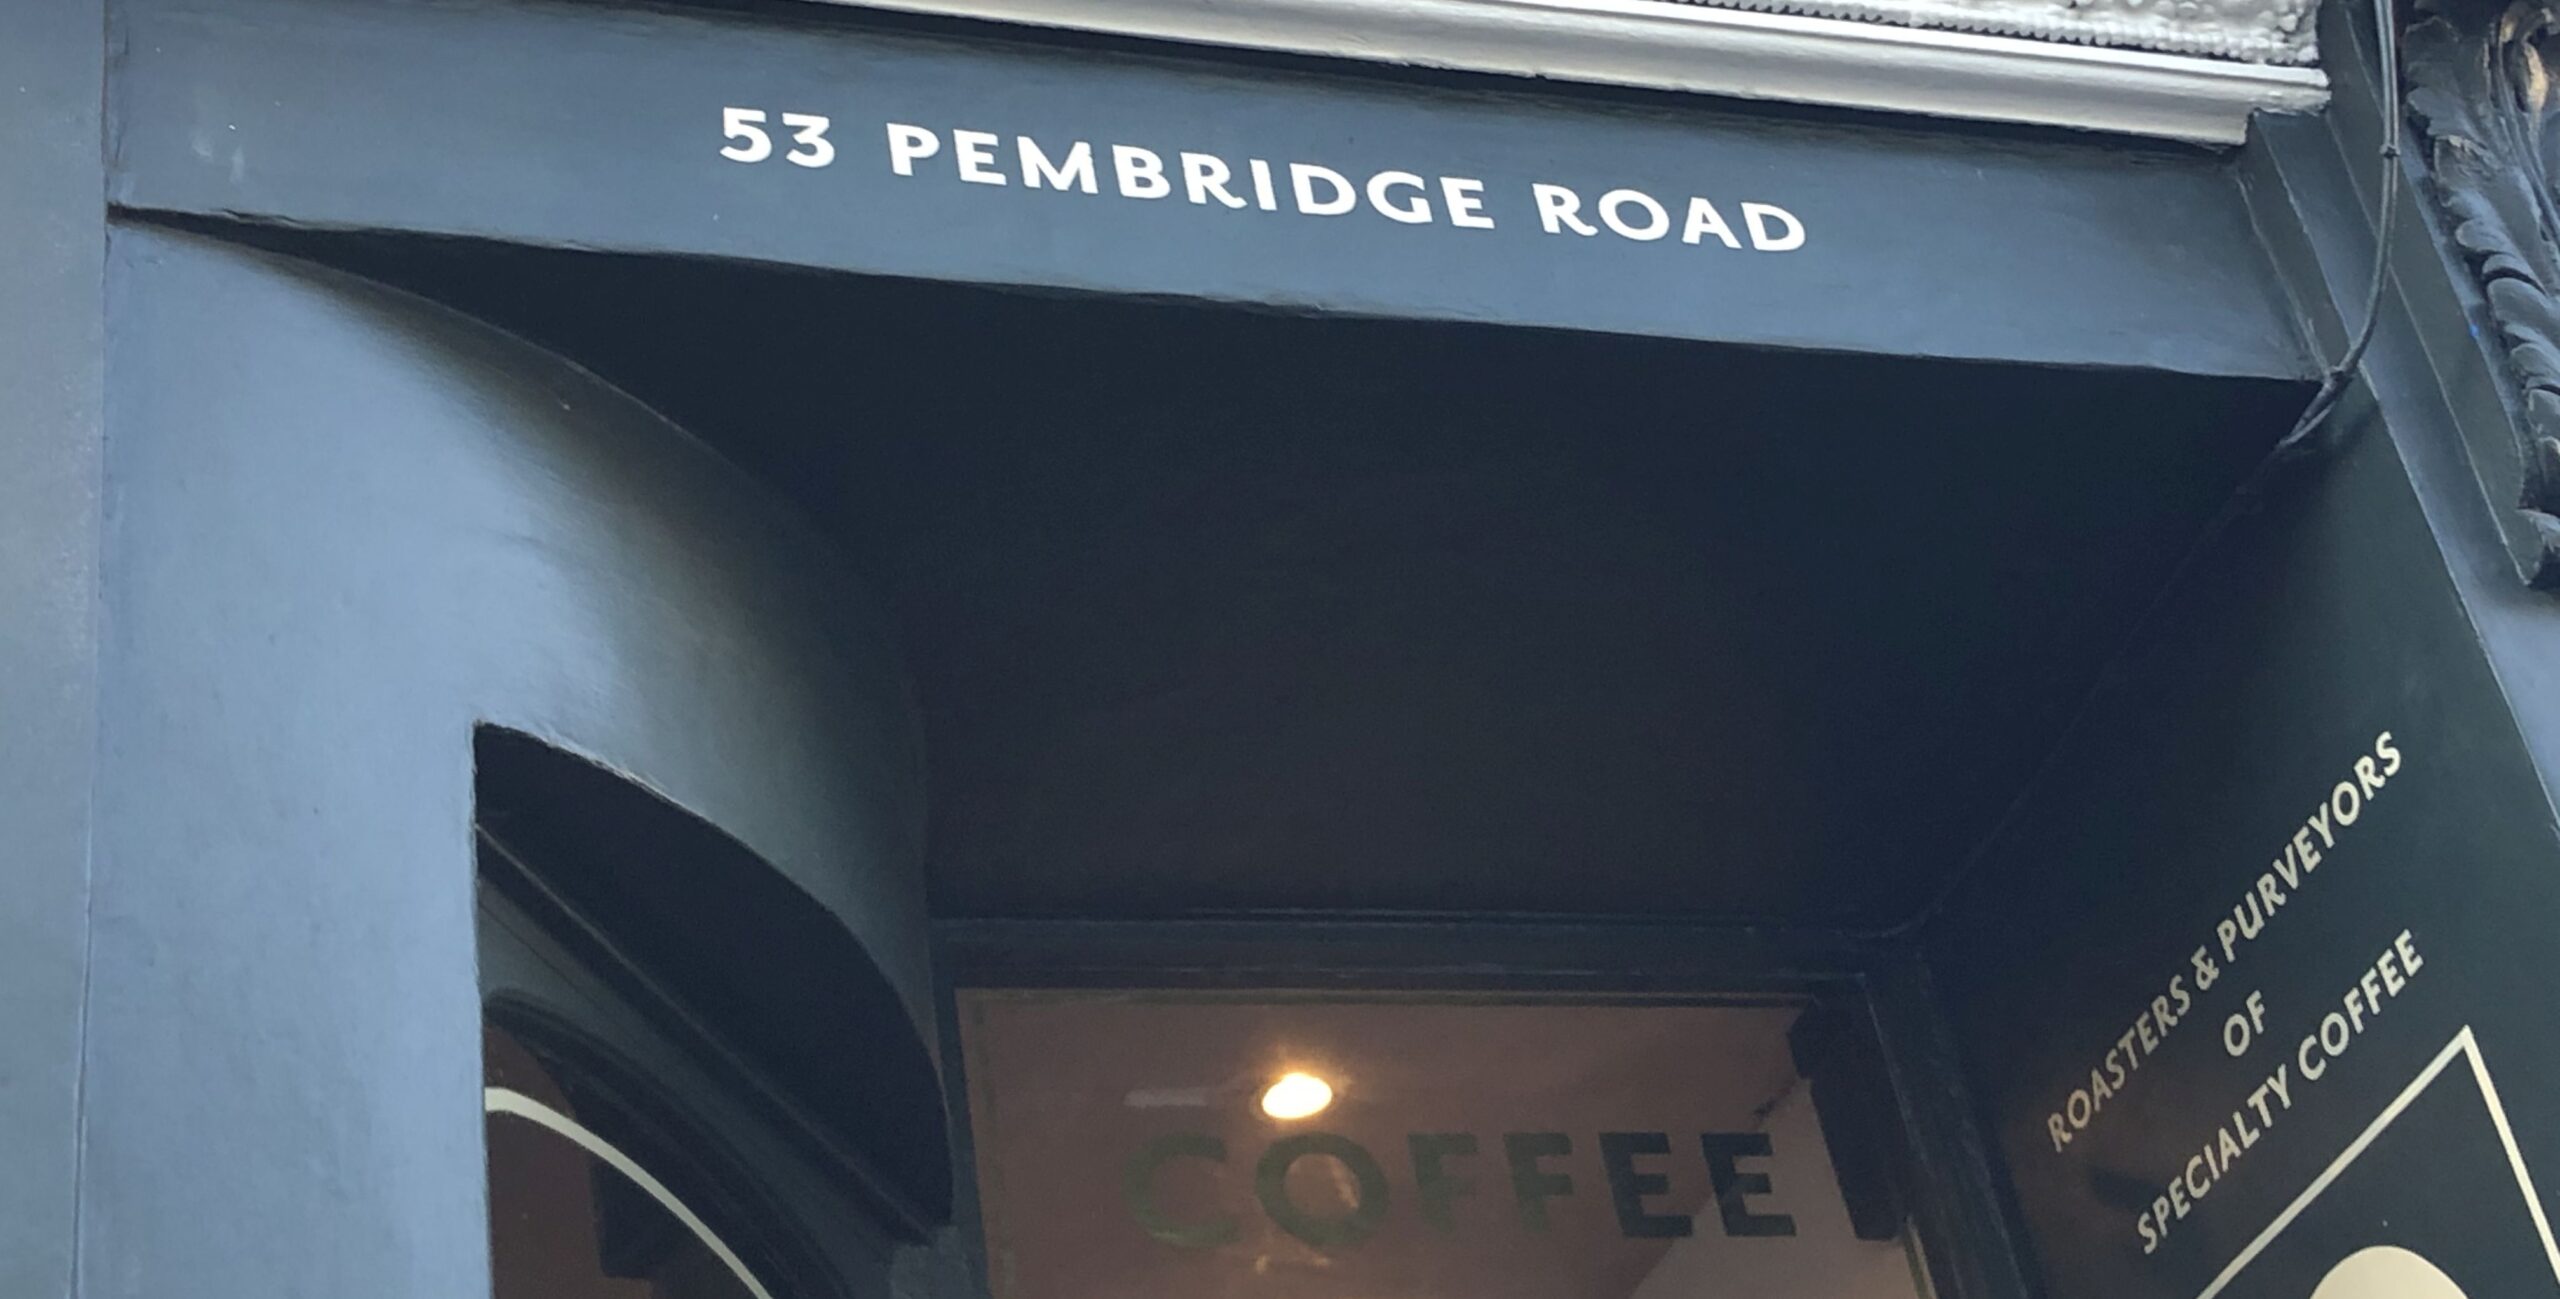 53 PEMBRIDGE ROAD
COFFEE
ROASTERS & PURVEYORS
OF
SPECIALTY COFFEE